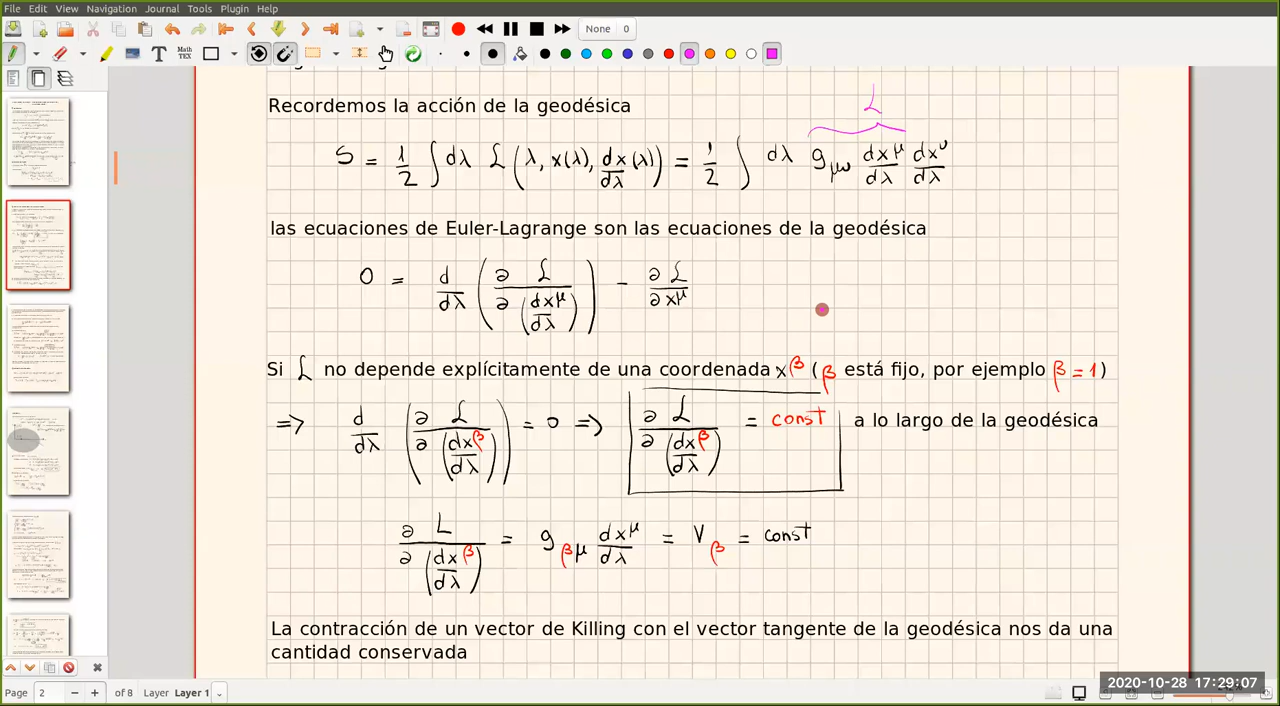 File Edit View Navigation Journal Tools Plugin Help
None 0
T Math TEX
Recordemos la acción de la geodésica
ℒ
S = 1/2 ∫ dλ ℒ (λ, x(λ), dx(λ)/dλ) = 1/2 ∫ dλ g_μν dx^μ/dλ dx^ν/dλ
las ecuaciones de Euler-Lagrange son las ecuaciones de la geodésica
0 = d/dλ (∂ℒ/∂(dx^μ/dλ)) - ∂ℒ/∂x^μ
Si ℒ no depende explícitamente de una coordenada x^β (β está fijo, por ejemplo β = 1)
⟹ d/dλ (∂ℒ/∂(dx^β/dλ)) = 0 ⟹ ∂ℒ/∂(dx^β/dλ) = const a lo largo de la geodésica
∂L/∂(dx^β/dλ) = g_βμ dx^μ/dλ = V_β = const
La contracción de un vector de Killing con el vector tangente de la geodésica nos da una
cantidad conservada
Page 2 of 8 Layer Layer 1
2020-10-28 17:29:07